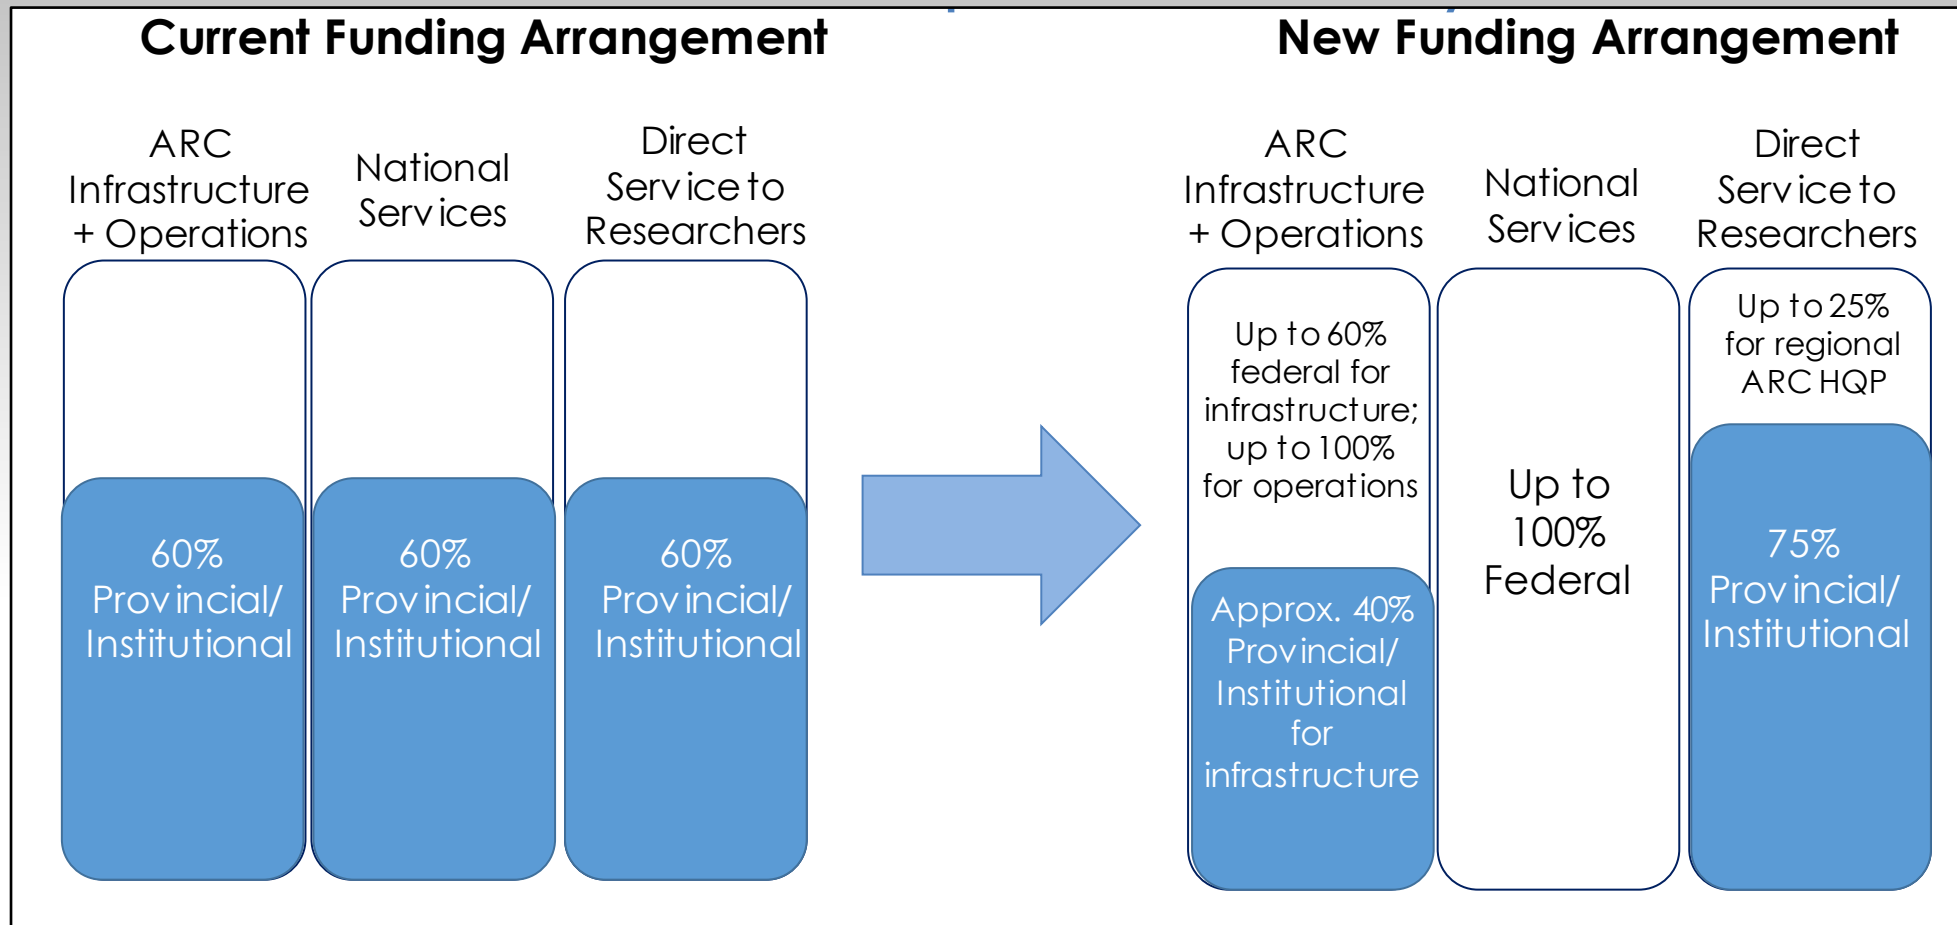 Current Funding Arrangement
ARC
Infrastructure
+ Operations
National
Services
Direct
Service to
Researchers
60%
Provincial/
Institutional
60%
Provincial/
Institutional
60%
Provincial/
Institutional
New Funding Arrangement
ARC
Infrastructure
+ Operations
National
Services
Direct
Service to
Researchers
Up to 60%
federal for
infrastructure;
up to 100%
for operations
Approx. 40%
Provincial/
Institutional
for
infrastructure
Up to
100%
Federal
Up to 25%
for regional
ARC HQP
75%
Provincial/
Institutional